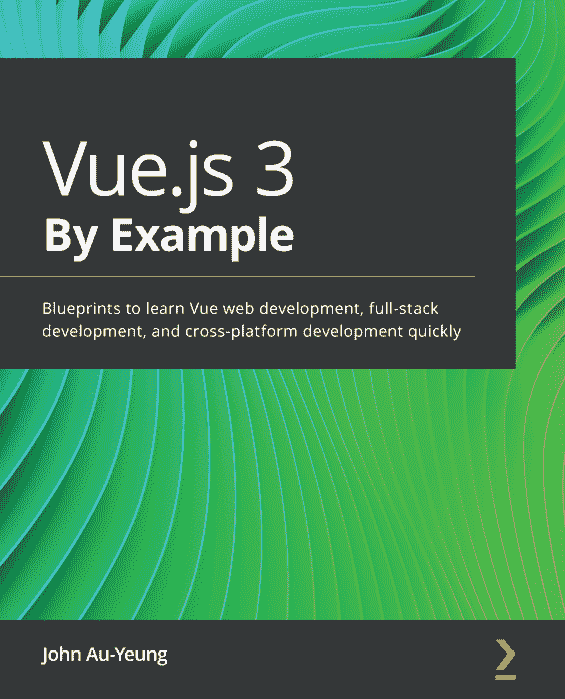 Vue.js 3
By Example
Blueprints to learn Vue web development, full-stack
development, and cross-platform development quickly
John Au-Yeung